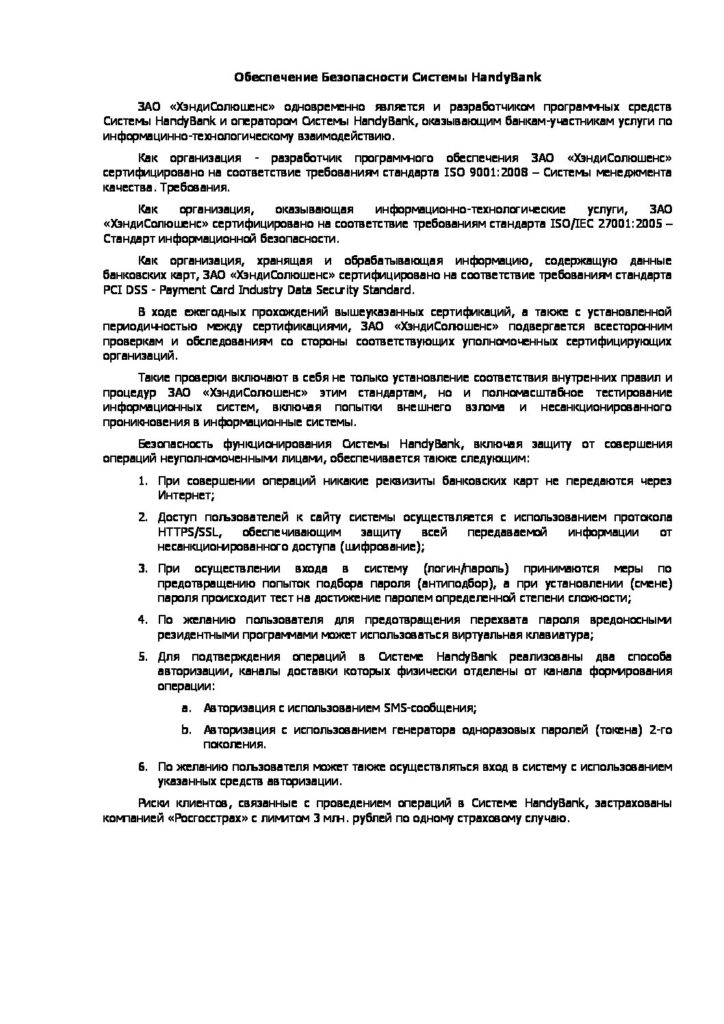 Обеспечение Безопасности Системы HandyBank
ЗАО «ХэндиСолюшенс» одновременно является и разработчиком программных средств
Системы HandyBank и оператором Системы HandyBank, оказывающим банкам-участникам услуги по
информацинно-технологическому взаимодействию.
Как организация - разработчик программного обеспечения ЗАО «ХэндиСолюшенс»
сертифицировано на соответствие требованиям стандарта ISO 9001:2008 – Системы менеджмента
качества. Требования.
Как организация, оказывающая информационно-технологические услуги, ЗАО
«ХэндиСолюшенс» сертифицировано на соответствие требованиям стандарта ISO/IEC 27001:2005 –
Стандарт информационной безопасности.
Как организация, хранящая и обрабатывающая информацию, содержащую данные
банковских карт, ЗАО «ХэндиСолюшенс» сертифицировано на соответствие требованиям стандарта
PCI DSS - Payment Card Industry Data Security Standard.
В ходе ежегодных прохождений вышеуказанных сертификаций, а также с установленной
периодичностью между сертификациями, ЗАО «ХэндиСолюшенс» подвергается всесторонним
проверкам и обследованиям со стороны соответствующих уполномоченных сертифицирующих
организаций.
Такие проверки включают в себя не только установление соответствия внутренних правил и
процедур ЗАО «ХэндиСолюшенс» этим стандартам, но и полномасштабное тестирование
информационных систем, включая попытки внешнего взлома и несанкционированного
проникновения в информационные системы.
Безопасность функционирования Системы HandyBank, включая защиту от совершения
операций неуполномоченными лицами, обеспечивается также следующим:
1. При совершении операций никакие реквизиты банковских карт не передаются через
Интернет;
2. Доступ пользователей к сайту системы осуществляется с использованием протокола
HTTPS/SSL, обеспечивающим защиту всей передаваемой информации от
несанкционированного доступа (шифрование);
3. При осуществлении входа в систему (логин/пароль) принимаются меры по
предотвращению попыток подбора пароля (антиподбор), а при установлении (смене)
пароля происходит тест на достижение паролем определенной степени сложности;
4. По желанию пользователя для предотвращения перехвата пароля вредоносными
резидентными программами может использоваться виртуальная клавиатура;
5. Для подтверждения операций в Системе HandyBank реализованы два способа
авторизации, каналы доставки которых физически отделены от канала формирования
операции:
a. Авторизация с использованием SMS-сообщения;
b. Авторизация с использованием генератора одноразовых паролей (токена) 2-го
поколения.
6. По желанию пользователя может также осуществляться вход в систему с использованием
указанных средств авторизации.
Риски клиентов, связанные с проведением операций в Системе HandyBank, застрахованы
компанией «Росгосстрах» с лимитом 3 млн. рублей по одному страховому случаю.